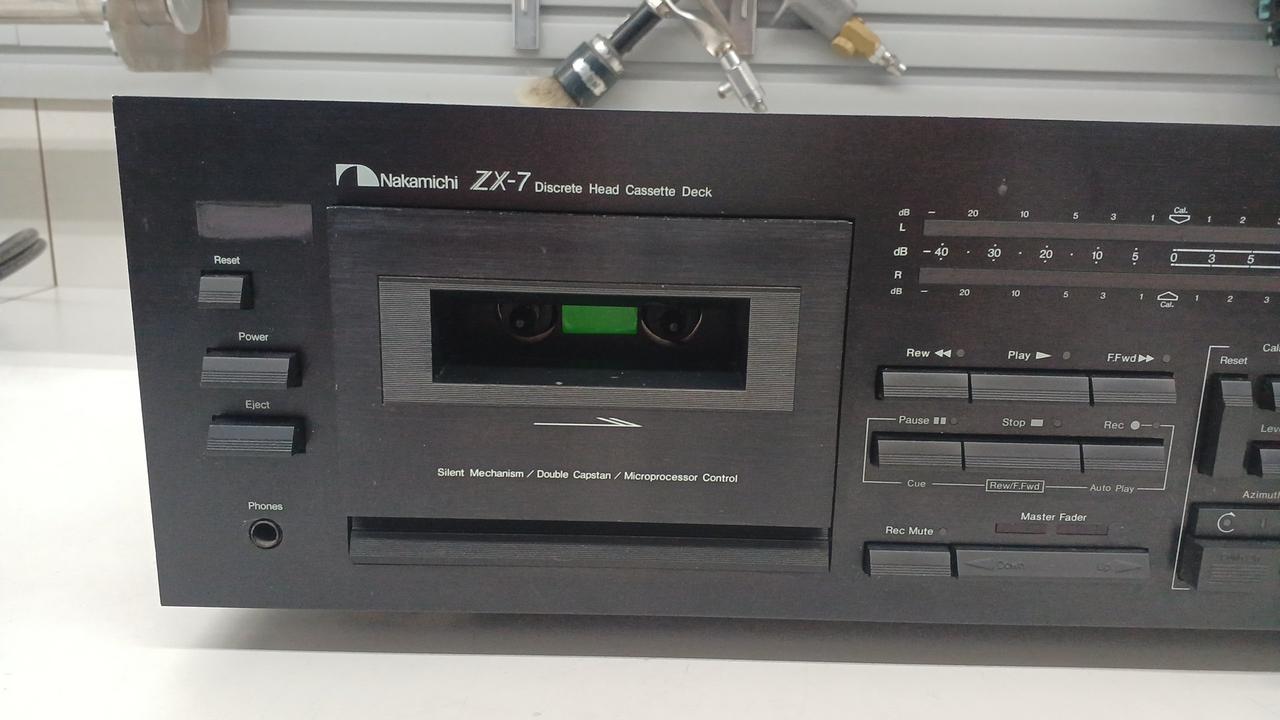 Nakamichi ZX-7 Discrete Head Cassette Deck
Reset
Power
Eject
Phones
Silent Mechanism / Double Capstan / Microprocessor Control
dB - 20 10 5 3 1 Cal. 1 2
L
dB -40 · 30 · 20 · 10 5 0 3 5
R
dB - 20 10 5 3 1 Cal. 1 2
Rew Play F.Fwd
Pause Stop Rec
Cue Rew/F.Fwd Auto Play
Rec Mute Master Fader
Down Up
Reset
Azimuth